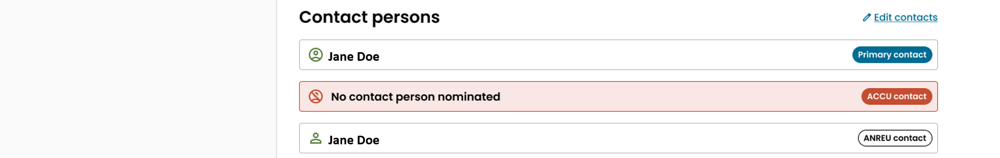 Contact persons
Edit contacts
Jane Doe
Primary contact
No contact person nominated
ACCU contact
Jane Doe
ANREU contact